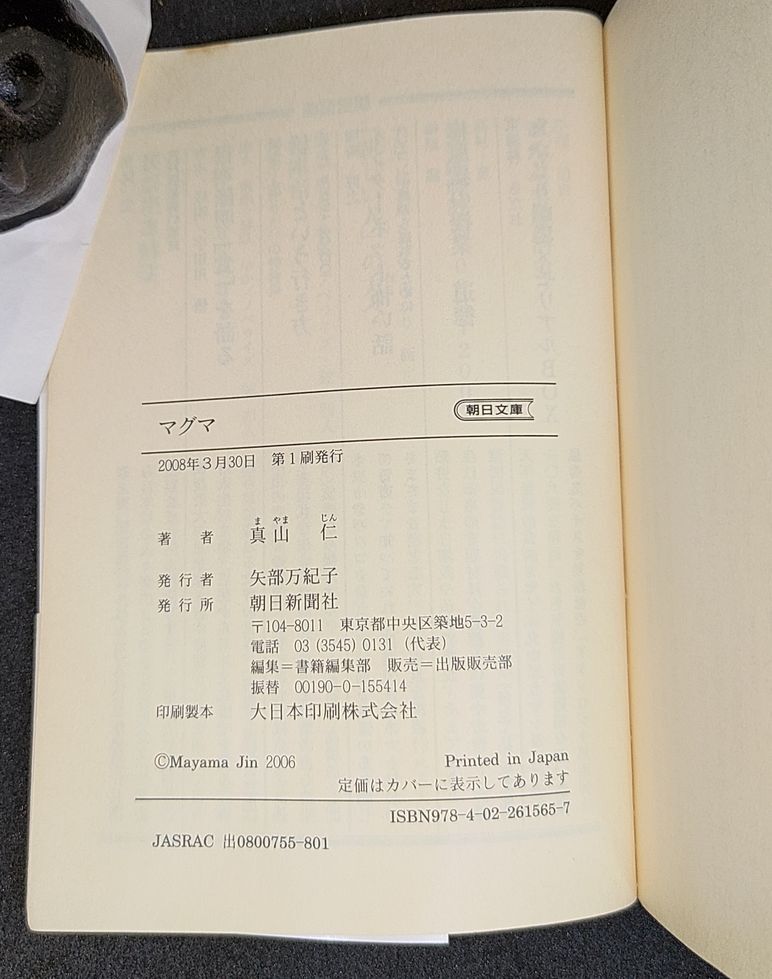 マグマ
朝日文庫
2008年3月30日　第1刷発行
ま やま　じん
著　者　真山　仁
発行者　矢部万紀子
発行所　朝日新聞社
〒104-8011　東京都中央区築地5-3-2
電話　03 (3545) 0131 (代表)
編集＝書籍編集部　販売＝出版販売部
振替　00190-0-155414
印刷製本　大日本印刷株式会社
©Mayama Jin 2006
Printed in Japan
定価はカバーに表示してあります
ISBN978-4-02-261565-7
JASRAC 出0800755-801